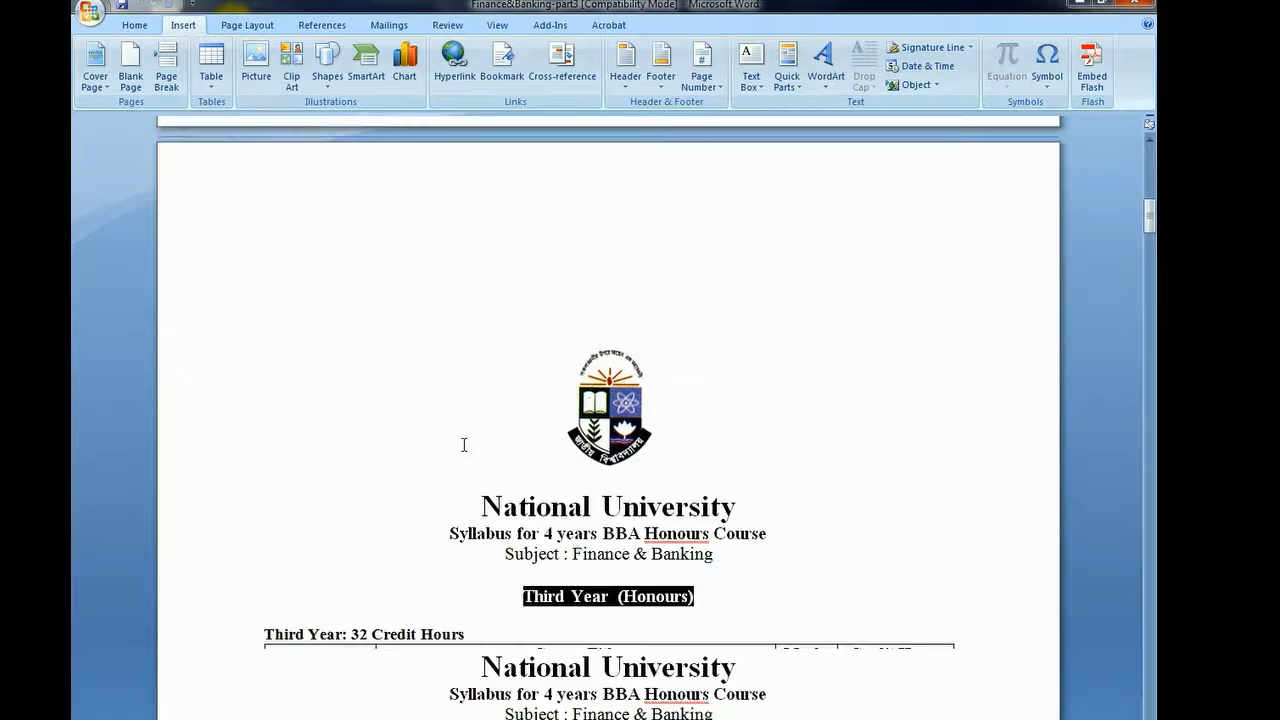 Finance&Banking-part3 [Compatibility Mode] - Microsoft Word
Home Insert Page Layout References Mailings Review View Add-Ins Acrobat
Cover Page
Blank Page
Page Break
Table
Picture
Clip Art
Shapes
SmartArt
Chart
Hyperlink
Bookmark
Cross-reference
Header
Footer
Page Number
Text Box
Quick Parts
WordArt
Drop Cap
Signature Line
Date & Time
Object
Equation
Symbol
Embed Flash
Pages Tables Illustrations Links Header & Footer Text Symbols Flash
জাতীয় বিশ্ববিদ্যালয়
National University
Syllabus for 4 years BBA Honours Course
Subject : Finance & Banking
Third Year (Honours)
Third Year: 32 Credit Hours
National University
Syllabus for 4 years BBA Honours Course
Subject : Finance & Banking